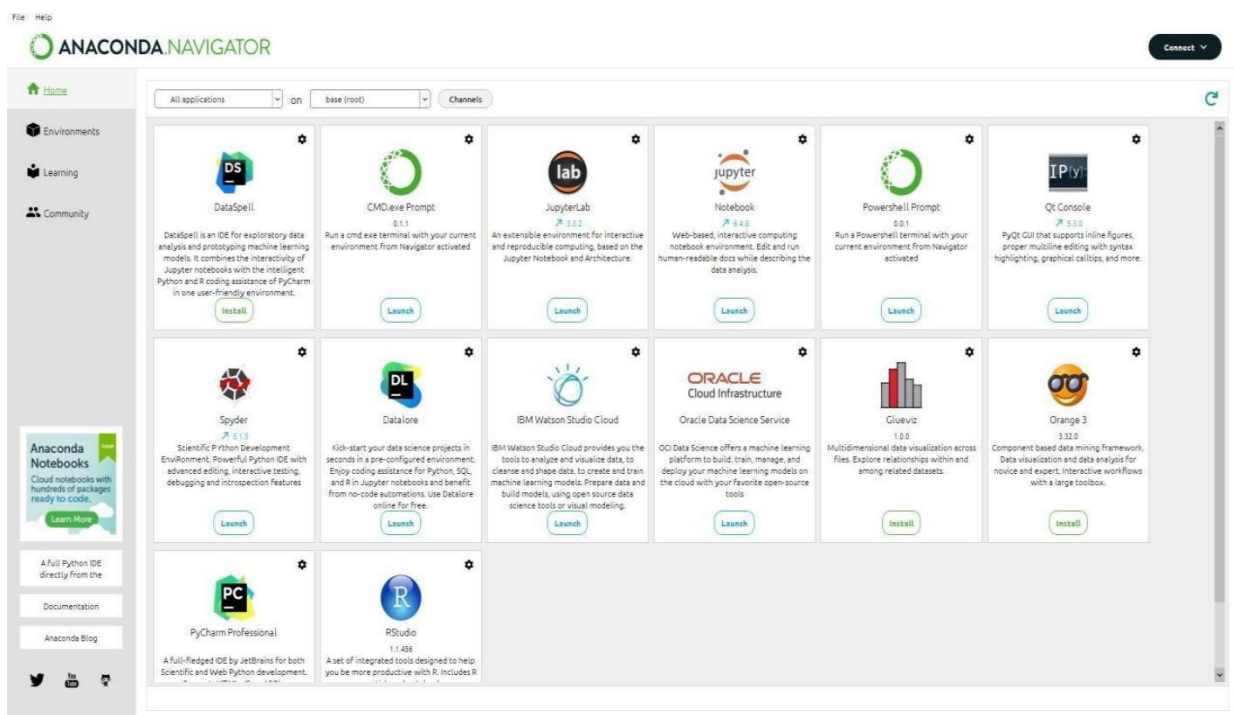 File Help
ANACONDA.NAVIGATOR
Connect
Home
Environments
Learning
Community
All applications
on
base (root)
Channels
DS
DataSpell
DataSpell is an IDE for exploratory data
analysis and prototyping machine learning
models. It combines the interactivity of
Jupyter notebooks with the intelligent
Python and R coding assistance of PyCharm
in one user-friendly environment.
Install
CMD.exe Prompt
0.1.1
Run a cmd.exe terminal with your current
environment from Navigator activated
Launch
lab
JupyterLab
3.3.2
An extensible environment for interactive
and reproducible computing, based on the
Jupyter Notebook and Architecture.
Launch
jupyter
Notebook
6.4.8
Web-based, interactive computing
notebook environment. Edit and run
human-readable docs while describing the
data analysis.
Launch
Powershell Prompt
0.0.1
Run a Powershell terminal with your
current environment from Navigator
activated
Launch
IP[y]:
Qt Console
5.3.0
PyQt GUI that supports inline figures,
proper multiline editing with syntax
highlighting, graphical calltips, and more.
Launch
Spyder
5.1.5
Scientific PYthon Development
EnviRonment. Powerful Python IDE with
advanced editing, interactive testing,
debugging and introspection features
Launch
DL
Datalore
Kick-start your data science projects in
seconds in a pre-configured environment.
Enjoy coding assistance for Python, SQL,
and R in Jupyter notebooks and benefit
from no-code automations. Use Datalore
online for free.
Launch
IBM Watson Studio Cloud
IBM Watson Studio Cloud provides you the
tools to analyze and visualize data, to
cleanse and shape data, to create and train
machine learning models. Prepare data and
build models, using open source data
science tools or visual modeling.
Launch
ORACLE
Cloud Infrastructure
Oracle Data Science Service
OCI Data Science offers a machine learning
platform to build, train, manage, and
deploy your machine learning models on
the cloud with your favorite open-source
tools
Launch
Glueviz
1.0.0
Multidimensional data visualization across
files. Explore relationships within and
among related datasets.
Install
Orange 3
3.32.0
Component based data mining framework.
Data visualization and data analysis for
novice and expert. Interactive workflows
with a large toolbox.
Install
PC
PyCharm Professional
A full-fledged IDE by JetBrains for both
Scientific and Web Python development.
R
RStudio
1.1.456
A set of integrated tools designed to help
you be more productive with R. Includes R
Anaconda
Notebooks
new!
Cloud notebooks with
hundreds of packages
ready to code.
Learn More
A full Python IDE
directly from the
Documentation
Anaconda Blog
You
Tube